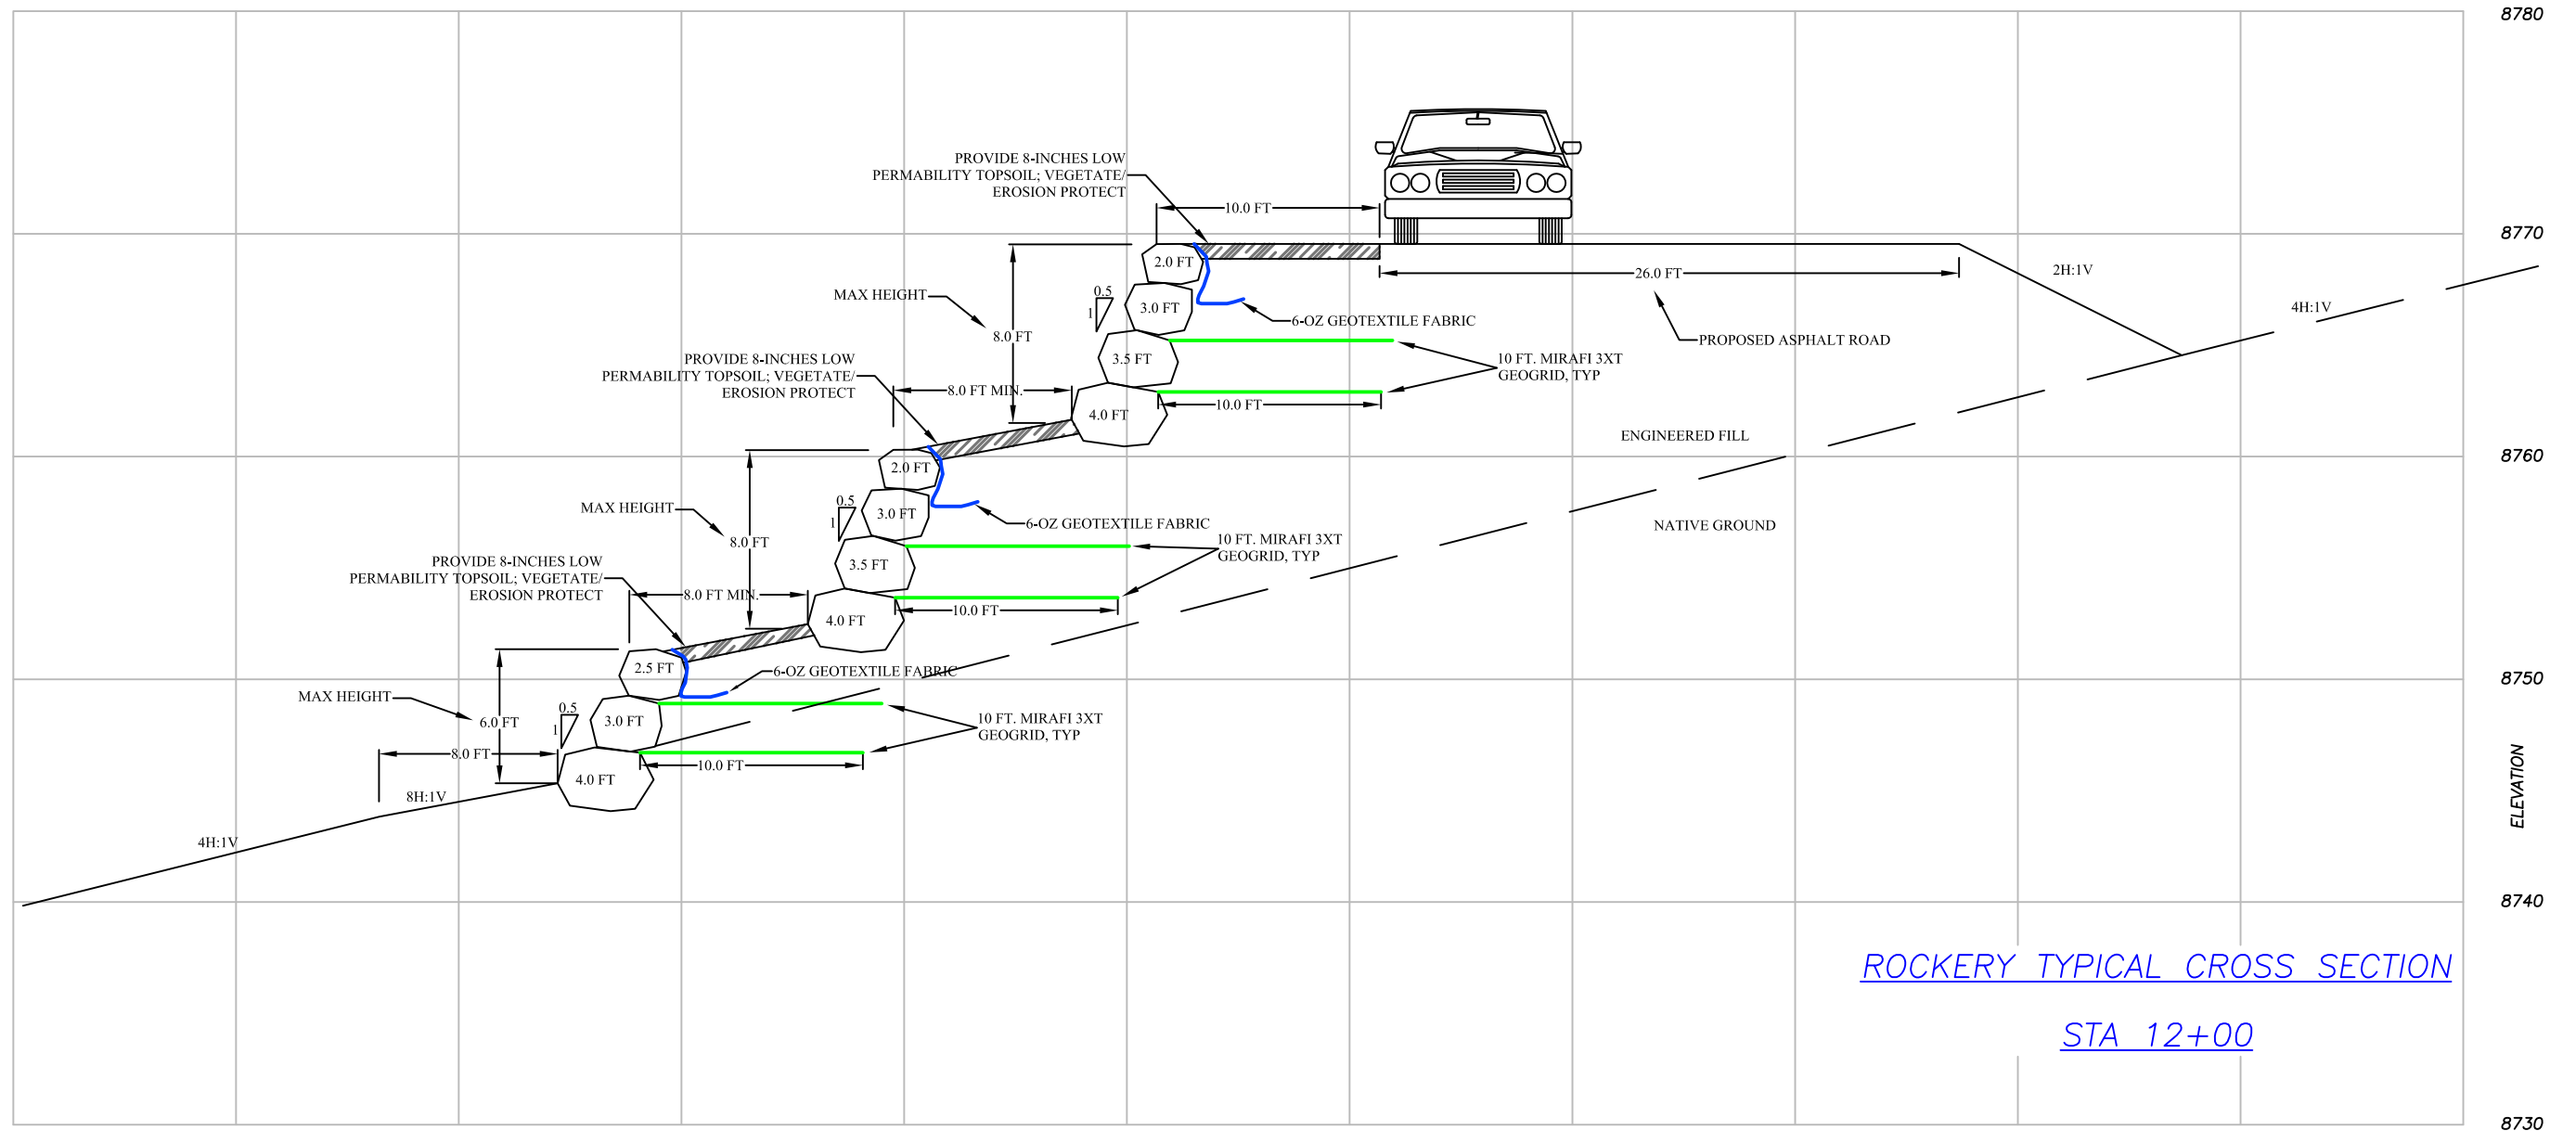 8780
PROVIDE 8-INCHES LOW
PERMABILITY TOPSOIL; VEGETATE/
EROSION PROTECT
10.0 FT
8770
2.0 FT
26.0 FT
2H:1V
MAX HEIGHT
0.5
1
3.0 FT
4H:1V
6-OZ GEOTEXTILE FABRIC
8.0 FT
PROPOSED ASPHALT ROAD
PROVIDE 8-INCHES LOW
PERMABILITY TOPSOIL; VEGETATE/
EROSION PROTECT
3.5 FT
10 FT. MIRAFI 3XT
GEOGRID, TYP
8.0 FT MIN.
10.0 FT
4.0 FT
ENGINEERED FILL
8760
2.0 FT
MAX HEIGHT
0.5
1
3.0 FT
6-OZ GEOTEXTILE FABRIC
NATIVE GROUND
8.0 FT
10 FT. MIRAFI 3XT
GEOGRID, TYP
PROVIDE 8-INCHES LOW
PERMABILITY TOPSOIL; VEGETATE/
EROSION PROTECT
3.5 FT
8.0 FT MIN.
10.0 FT
4.0 FT
2.5 FT
6-OZ GEOTEXTILE FABRIC
8750
MAX HEIGHT
0.5
1
6.0 FT
3.0 FT
10 FT. MIRAFI 3XT
GEOGRID, TYP
8.0 FT
10.0 FT
4.0 FT
8H:1V
4H:1V
ELEVATION
8740
ROCKERY TYPICAL CROSS SECTION
STA 12+00
8730